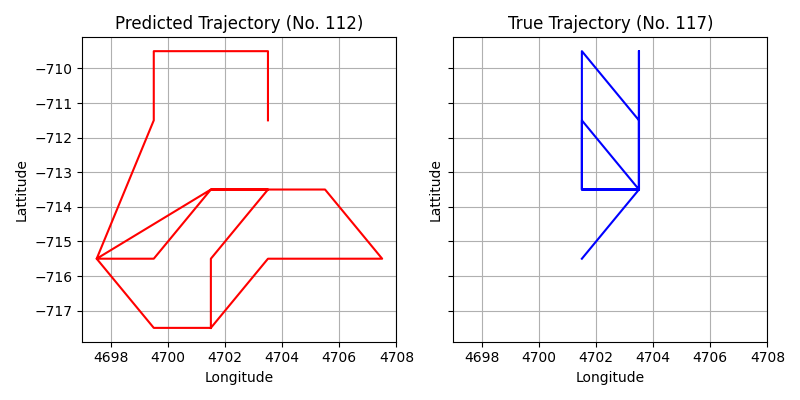 Predicted Trajectory (No. 112)
True Trajectory (No. 117)
Lattitude
−710
−711
−712
−713
−714
−715
−716
−717
4698 4700 4702 4704 4706 4708
Longitude
Lattitude
4698 4700 4702 4704 4706 4708
Longitude